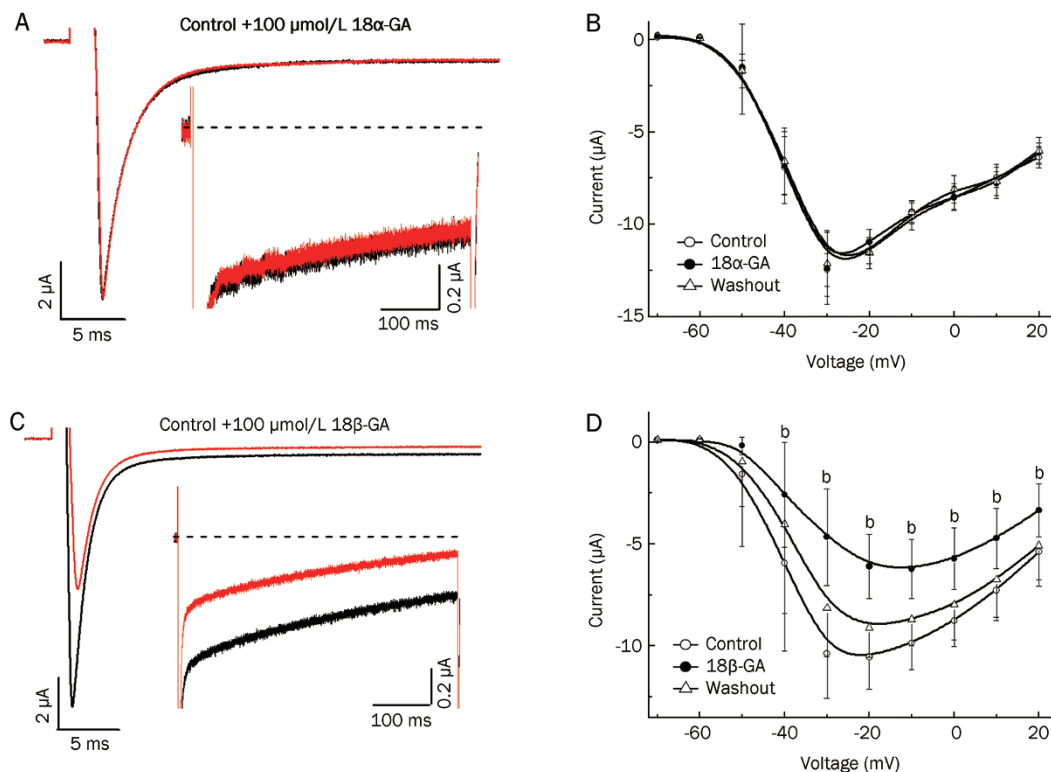 A
Control +100 µmol/L 18α-GA
2 µA
5 ms
100 ms
0.2 µA
B
0
-5
-10
-15
Current (µA)
Control
18α-GA
Washout
-60 -40 -20 0 20
Voltage (mV)
C
Control +100 µmol/L 18β-GA
2 µA
5 ms
100 ms
0.2 µA
D
b b b b b b b
0
-5
-10
Current (µA)
Control
18β-GA
Washout
-60 -40 -20 0 20
Voltage (mV)